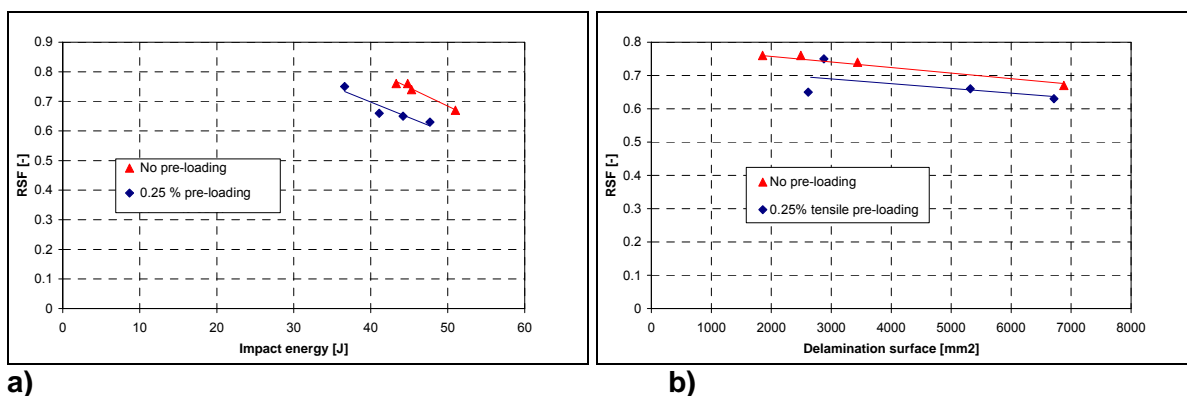 0.9
0.8
0.7
0.6
0.5
0.4
0.3
0.2
0.1
0
RSF [-]
No pre-loading
0.25 % pre-loading
0 10 20 30 40 50 60
Impact energy [J]
a)
0.8
0.7
0.6
0.5
0.4
0.3
0.2
0.1
0
RSF [-]
No pre-loading
0.25% tensile pre-loading
0 1000 2000 3000 4000 5000 6000 7000 8000
Delamination surface [mm2]
b)